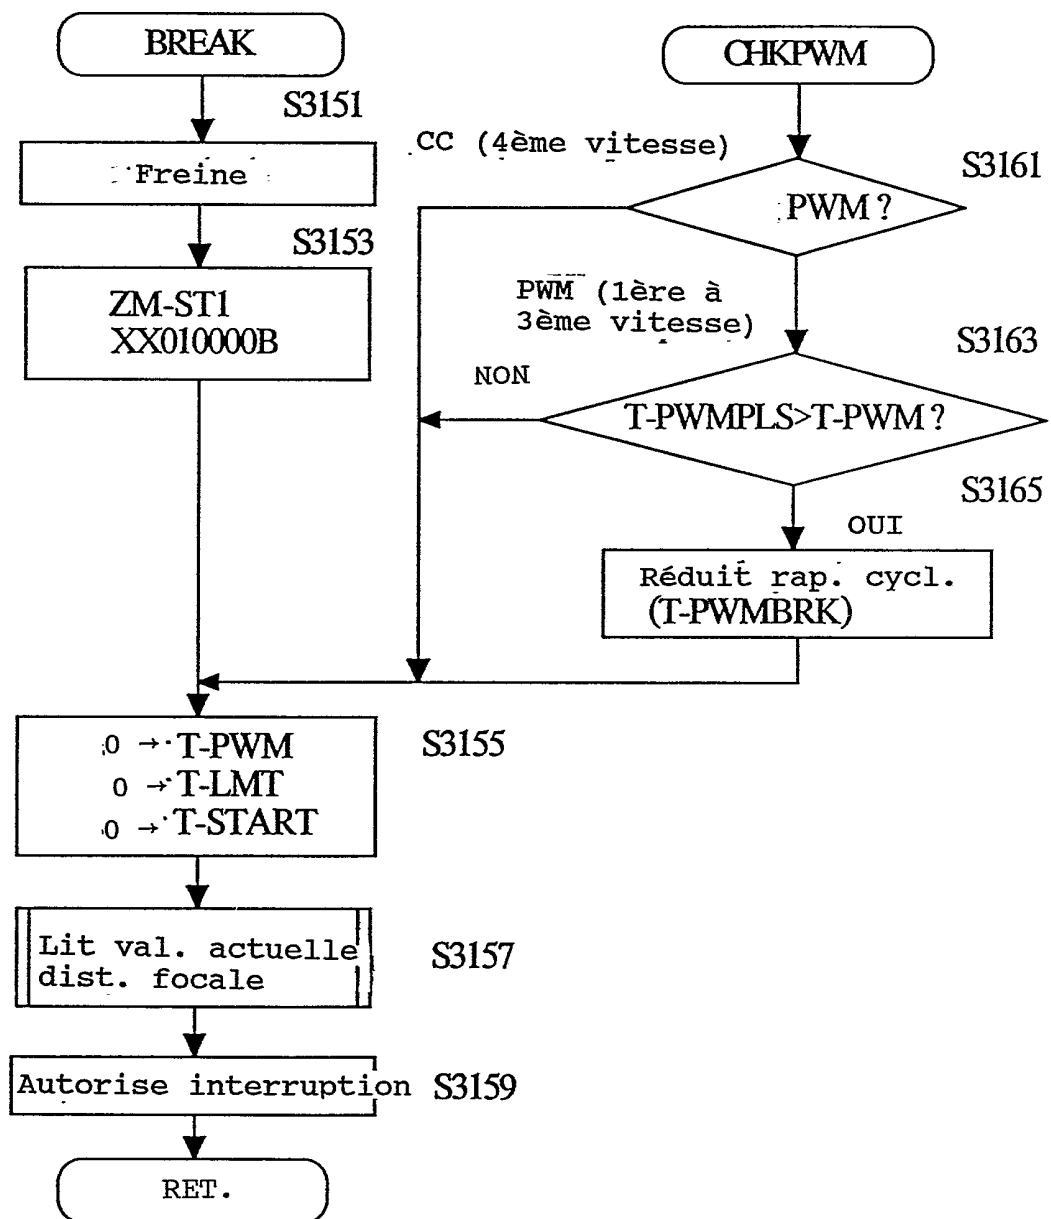 BREAK
S3151
Freine
S3153
ZM-ST1
XX010000B
CHKPWM
CC (4ème vitesse)
S3161
PWM ?
PWM (1ère à
3ème vitesse)
S3163
NON
T-PWMPLS>T-PWM ?
S3165
OUI
Réduit rap. cycl.
(T-PWMBRK)
0 → T-PWM
0 → T-LMT
0 → T-START
S3155
Lit val. actuelle
dist. focale
S3157
Autorise interruption
S3159
RET.